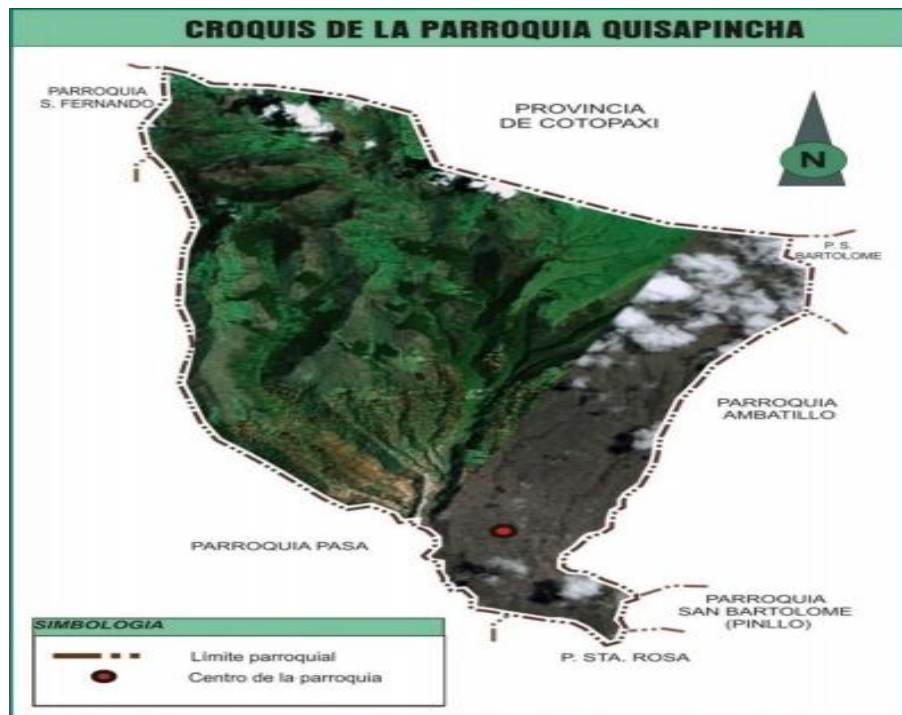 CROQUIS DE LA PARROQUIA QUISAPINCHA
PARROQUIA
S. FERNANDO
PROVINCIA
DE COTOPAXI
N
P. S.
BARTOLOME
PARROQUIA
AMBATILLO
PARROQUIA PASA
PARROQUIA
SAN BARTOLOME
(PINLLO)
P. STA. ROSA
SIMBOLOGIA
Límite parroquial
Centro de la parroquia